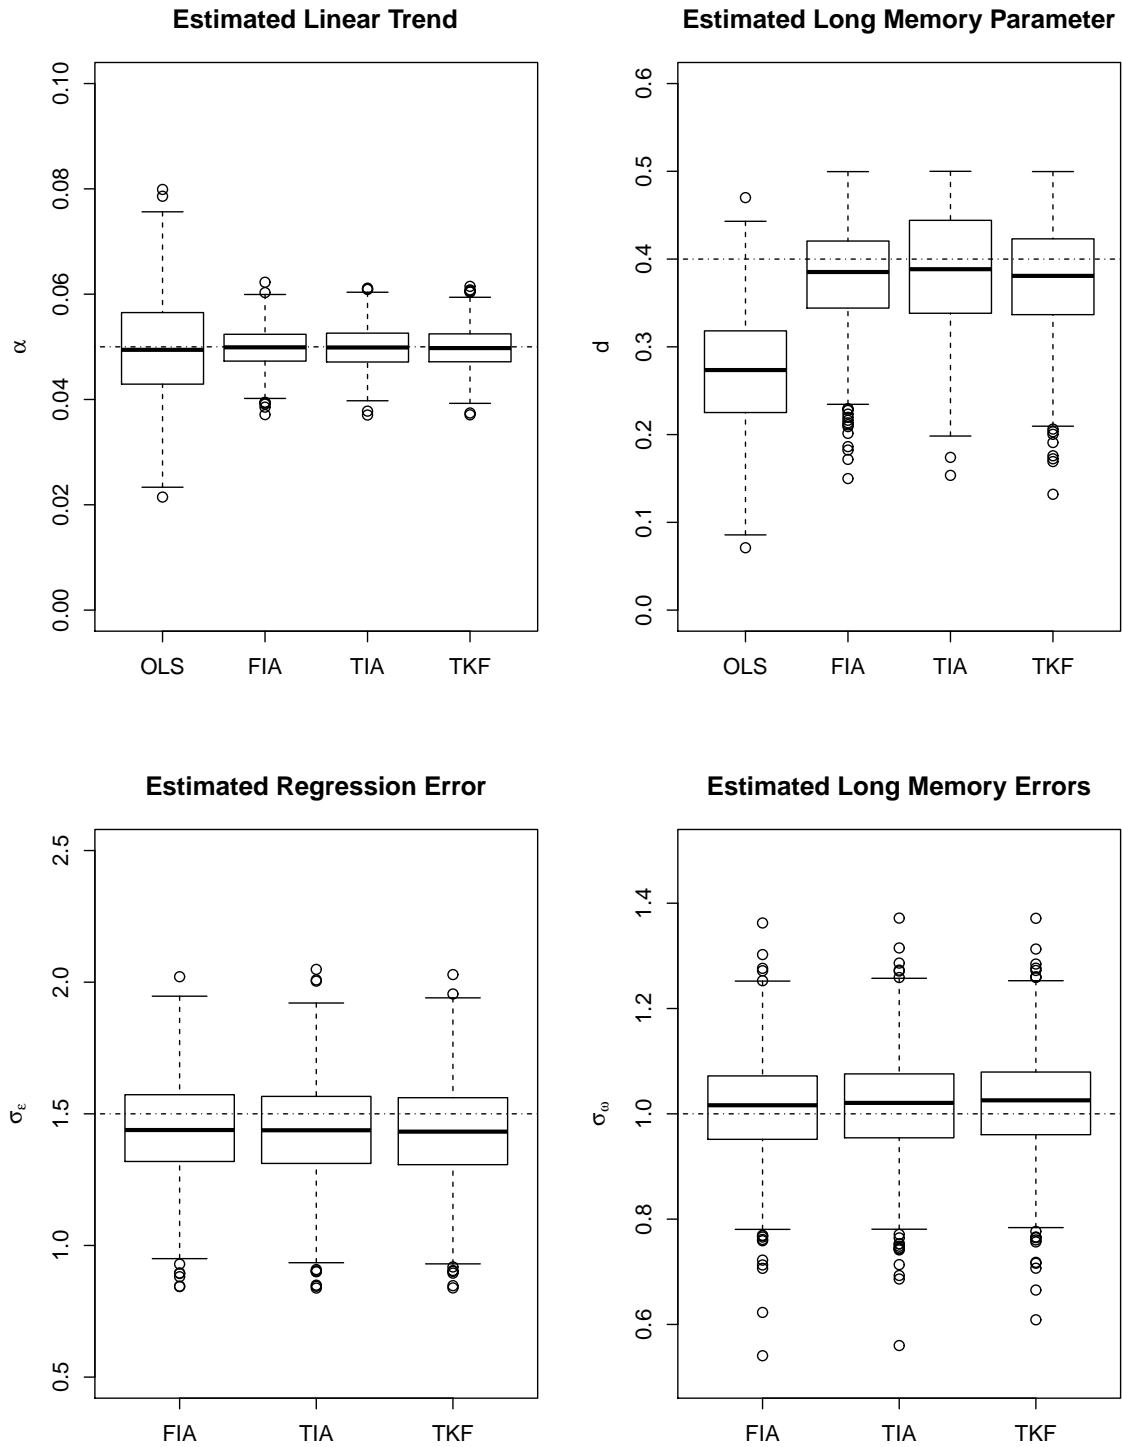 Estimated Linear Trend
α
0.10
0.08
0.06
0.04
0.02
0.00
OLS FIA TIA TKF
Estimated Long Memory Parameter
d
0.6
0.5
0.4
0.3
0.2
0.1
0.0
OLS FIA TIA TKF
Estimated Regression Error
σε
2.5
2.0
1.5
1.0
0.5
FIA TIA TKF
Estimated Long Memory Errors
σω
1.4
1.2
1.0
0.8
0.6
FIA TIA TKF